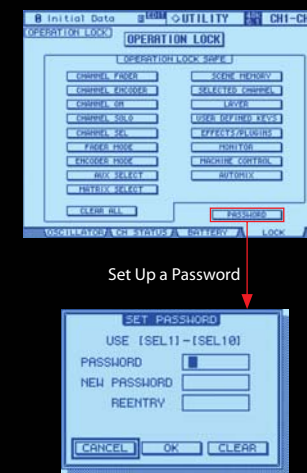 0 Initial Data EDIT ◇UTILITY CH1-CH
OPERATION LOCK OPERATION LOCK
OPERATION LOCK SAFE
CHANNEL FADER SCENE MEMORY
CHANNEL ENCODER SELECTED CHANNEL
CHANNEL ON LAYER
CHANNEL SOLO USER DEFINED KEYS
CHANNEL SEL EFFECTS/PLUGINS
FADER MODE MONITOR
ENCODER MODE MACHINE CONTROL
AUX SELECT AUTOMIX
MATRIX SELECT
CLEAR ALL PASSWORD
OSCILLATOR CH STATUS BATTERY LOCK
Set Up a Password
SET PASSWORD
USE [SEL1]-[SEL10]
PASSWORD
NEW PASSWORD
REENTRY
CANCEL OK CLEAR